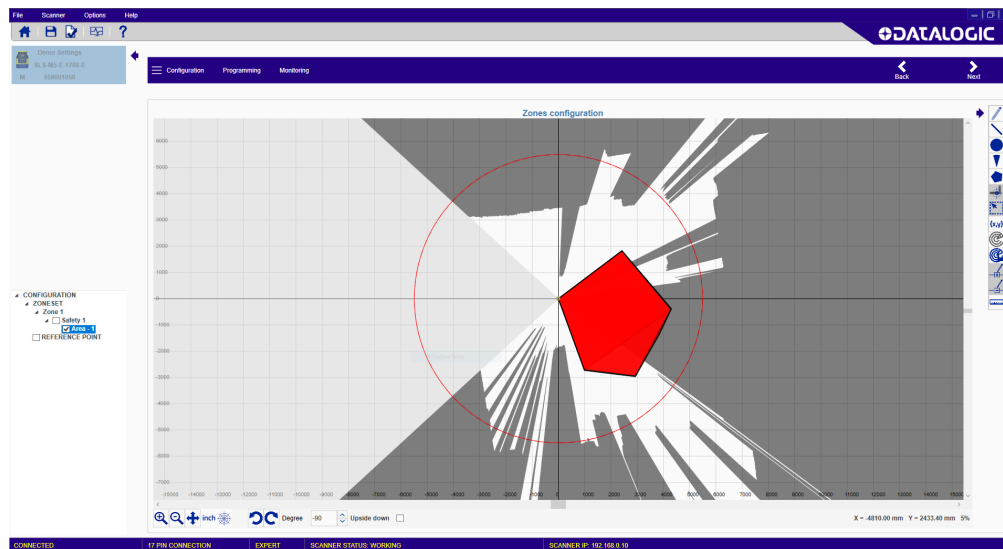 File Scanner Options Help
DATALOGIC
Demo Settings
SLS-M5-E-1708-E
M
Configuration Programming Monitoring Back Next
Zones configuration
6000
5000
4000
3000
2000
1000
0
-1000
-2000
-3000
-4000
-5000
-6000
-7000
-15000 -14000 -13000 -12000 -11000 -10000 -9000 -8000 -7000 -6000 -5000 -4000 -3000 -2000 -1000 0 1000 2000 3000 4000 5000 6000 7000 8000 9000 10000 11000 12000 13000 14000 15000
{x,y}
CONFIGURATION
ZONESET
Zone 1
Safety 1
Area - 1
REFERENCE POINT
inch Degree -90 Upside down X = -4810.00 mm Y = 2433.40 mm 5%
CONNECTED 17 PIN CONNECTION EXPERT SCANNER STATUS: WORKING SCANNER IP: 192.168.0.10